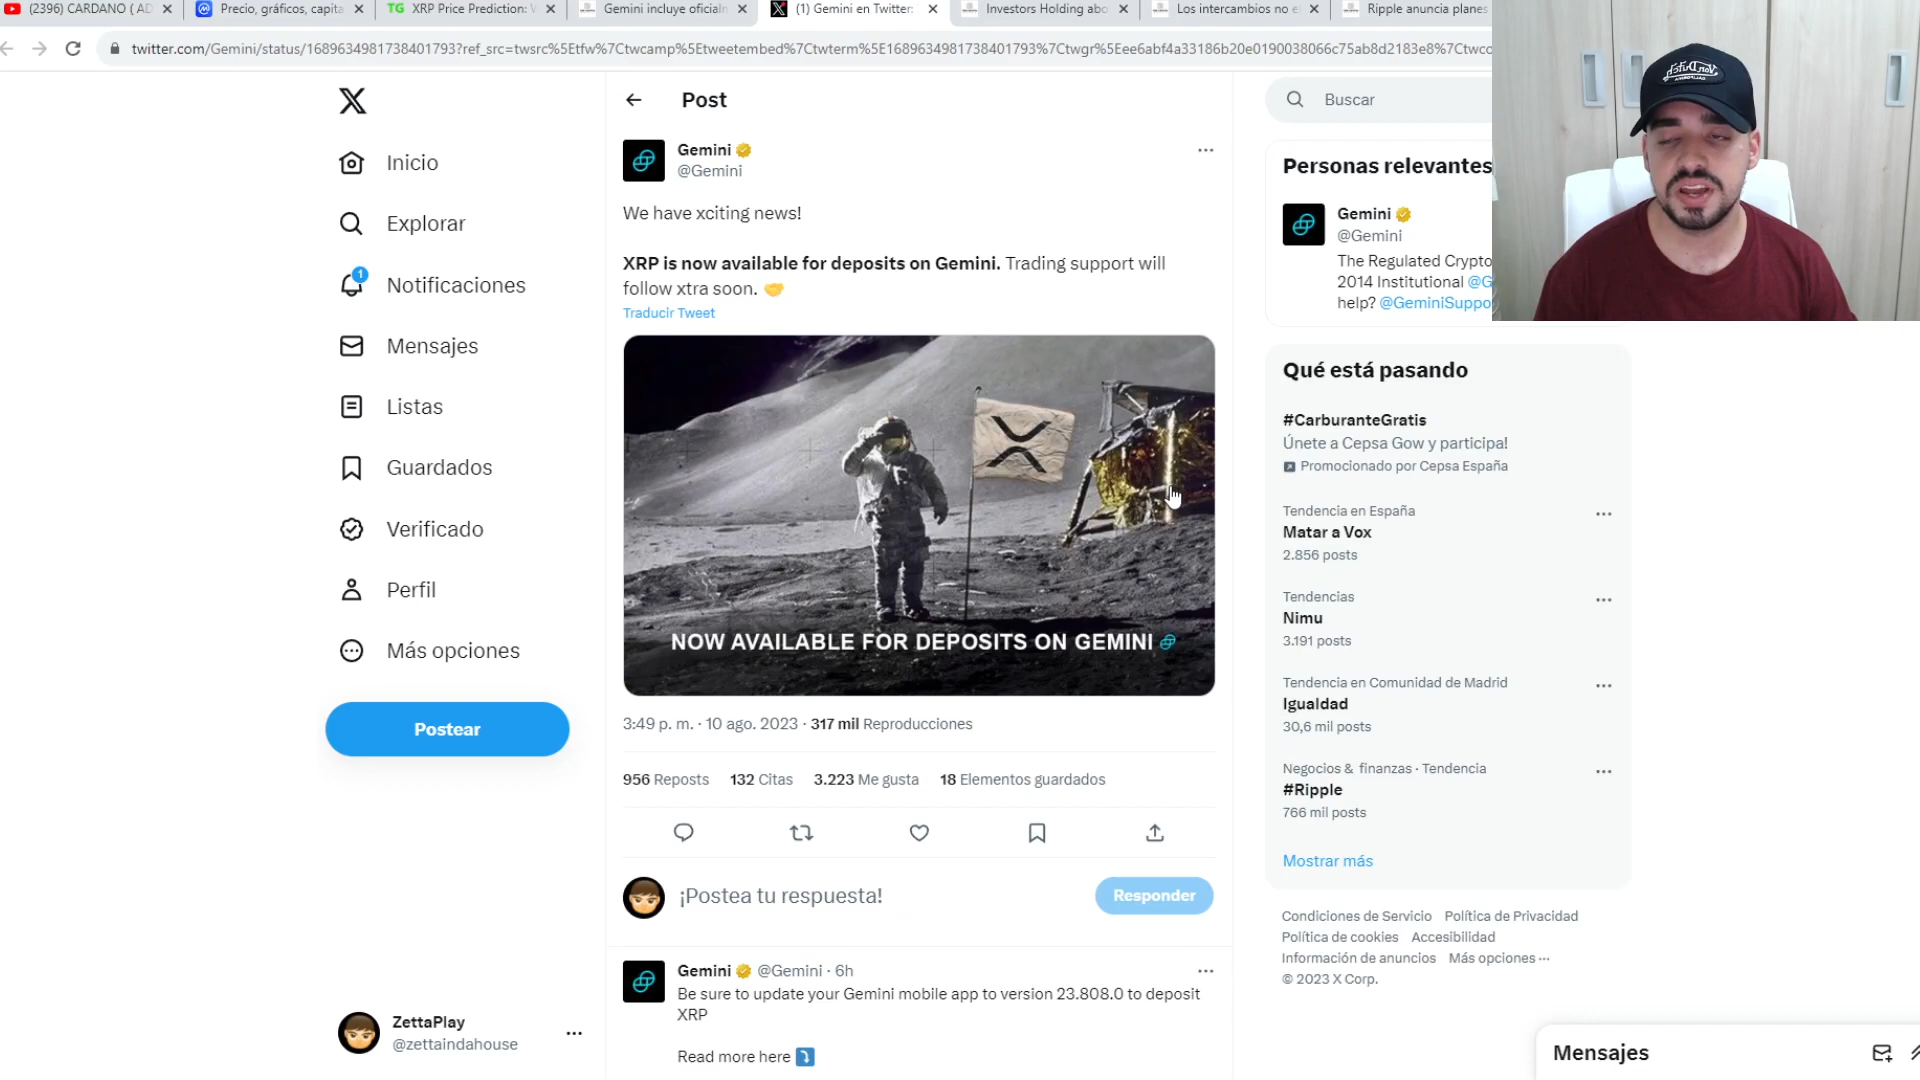 (2396) CARDANO ( AD
Precio, gráficos, capita
TG XRP Price Prediction:
Gemini incluye oficialm
(1) Gemini en Twitter:
Investors Holding abo
Los intercambios no e
Ripple anuncia planes
twitter.com/Gemini/status/1689634981738401793?ref_src=twsrc%5Etfw%7Ctwcamp%5Etweetembed%7Ctwterm%5E1689634981738401793%7Ctwgr%5Eee6abf4a33186b20e0190038066c75ab8d2183e8%7Ctwco
Post
Buscar
Inicio
Explorar
1
Notificaciones
Mensajes
Listas
Guardados
Verificado
Perfil
Más opciones
Postear
ZettaPlay
@zettaindahouse
Gemini
@Gemini
We have xciting news!
XRP is now available for deposits on Gemini. Trading support will
follow xtra soon.
Traducir Tweet
NOW AVAILABLE FOR DEPOSITS ON GEMINI
3:49 p. m. · 10 ago. 2023 · 317 mil Reproducciones
956 Reposts 132 Citas 3.223 Me gusta 18 Elementos guardados
¡Postea tu respuesta!
Responder
Gemini @Gemini · 6h
Be sure to update your Gemini mobile app to version 23.808.0 to deposit
XRP
Read more here
Personas relevantes
Gemini
@Gemini
The Regulated Crypto
2014 Institutional @G
help? @GeminiSuppo
Von Dutch
Qué está pasando
#CarburanteGratis
Únete a Cepsa Gow y participa!
Promocionado por Cepsa España
Tendencia en España
Matar a Vox
2.856 posts
Tendencias
Nimu
3.191 posts
Tendencia en Comunidad de Madrid
Igualdad
30,6 mil posts
Negocios & finanzas · Tendencia
#Ripple
766 mil posts
Mostrar más
Condiciones de Servicio Política de Privacidad
Política de cookies Accesibilidad
Información de anuncios Más opciones ···
© 2023 X Corp.
Mensajes